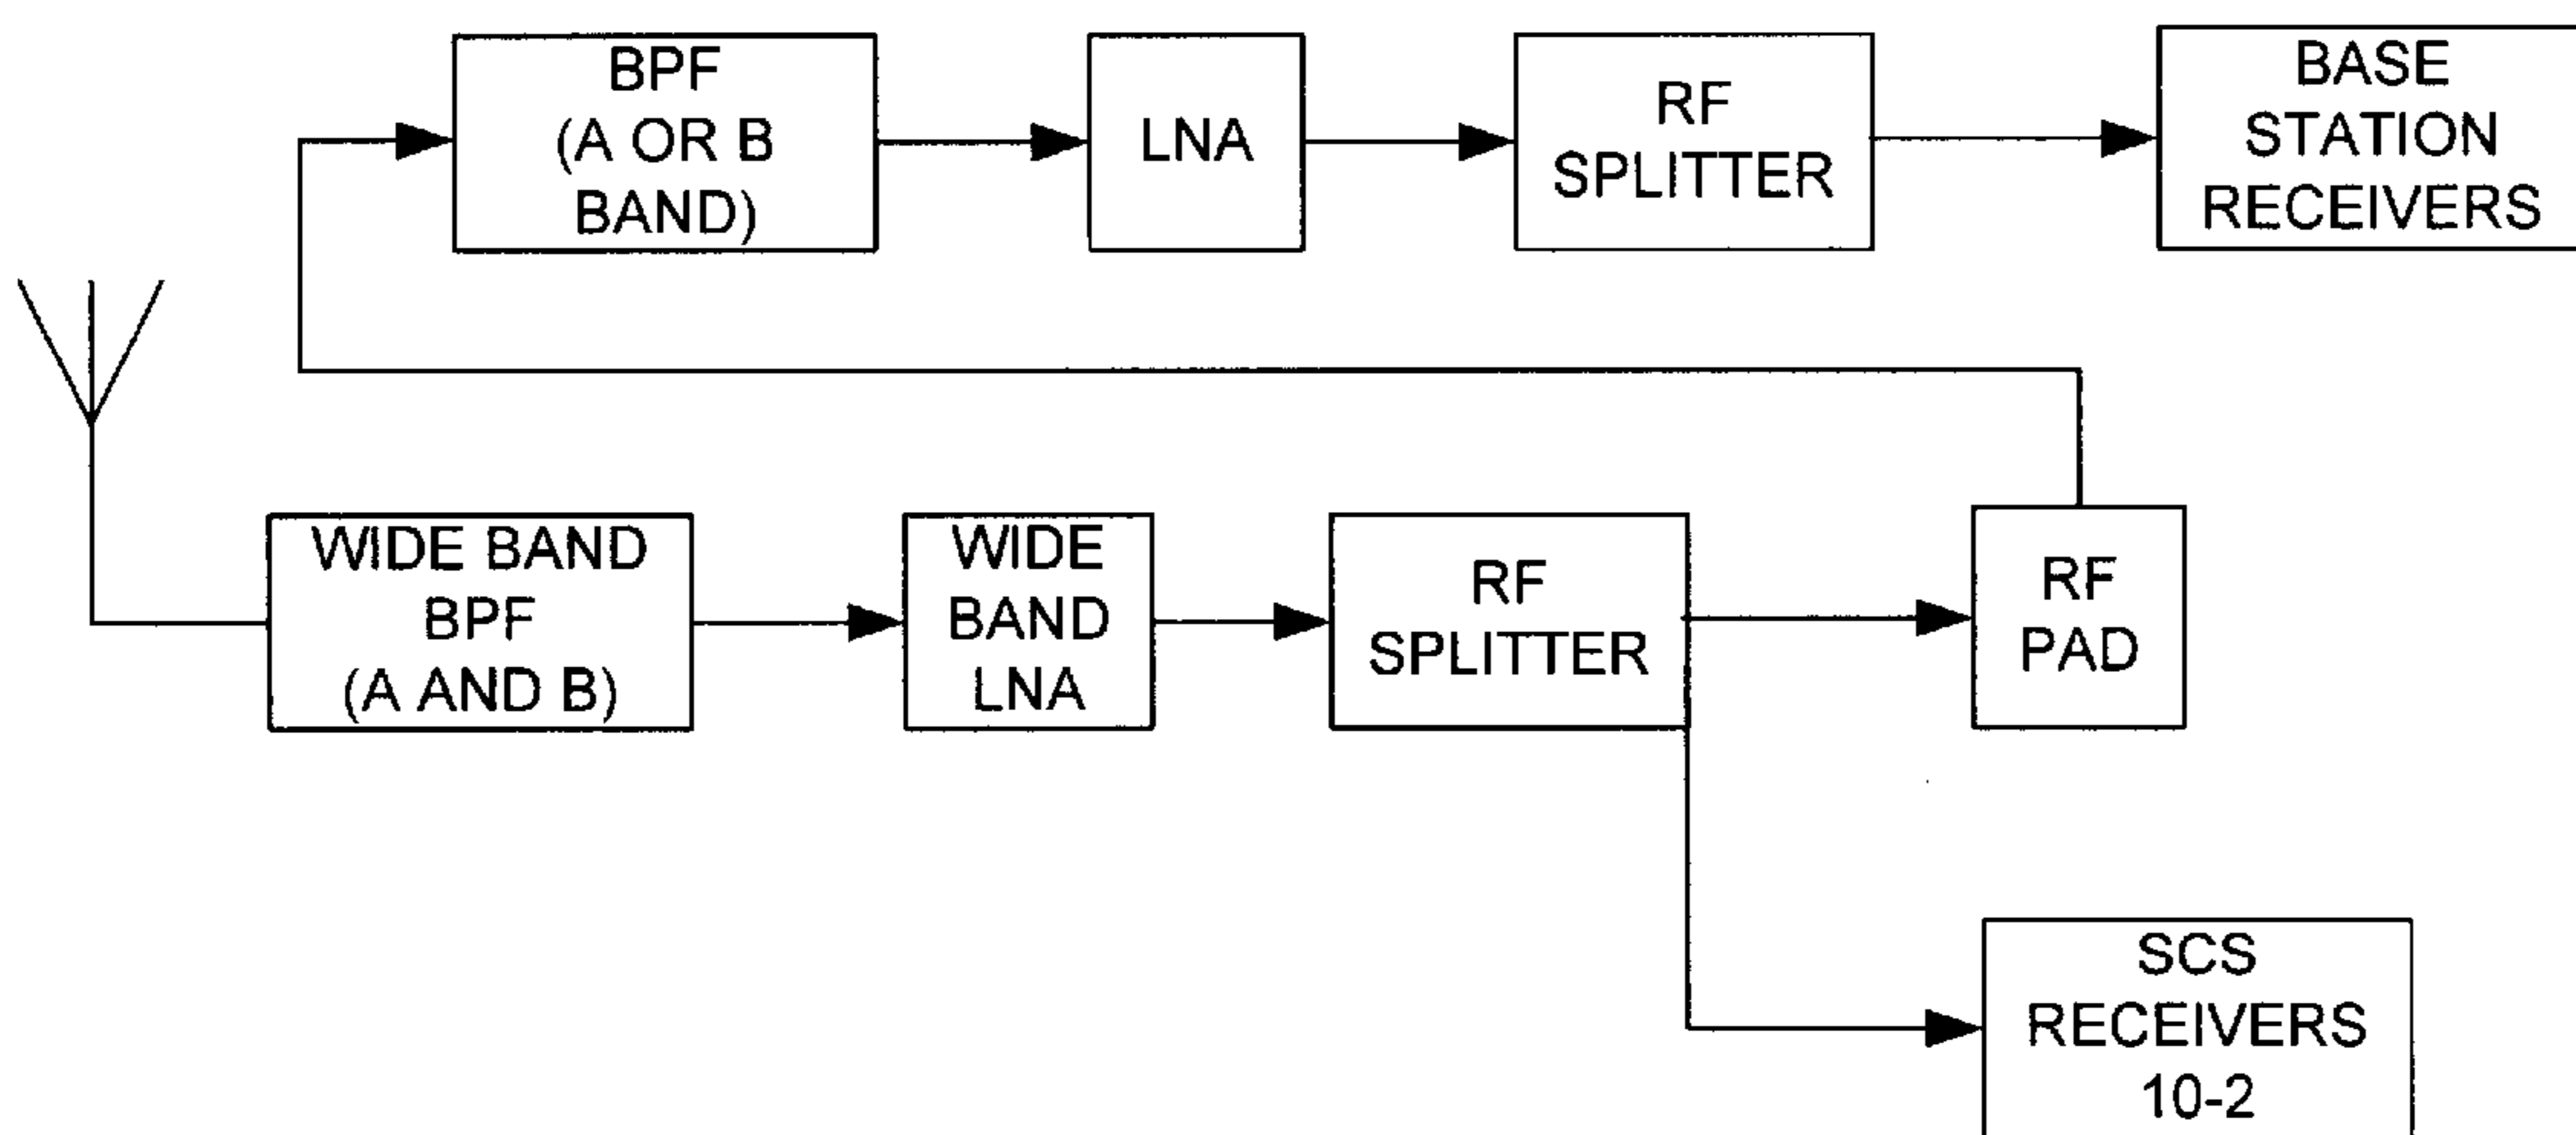 BPF
(A OR B
BAND)
LNA
RF
SPLITTER
BASE
STATION
RECEIVERS
WIDE BAND
BPF
(A AND B)
WIDE
BAND
LNA
RF
SPLITTER
RF
PAD
SCS
RECEIVERS
10-2